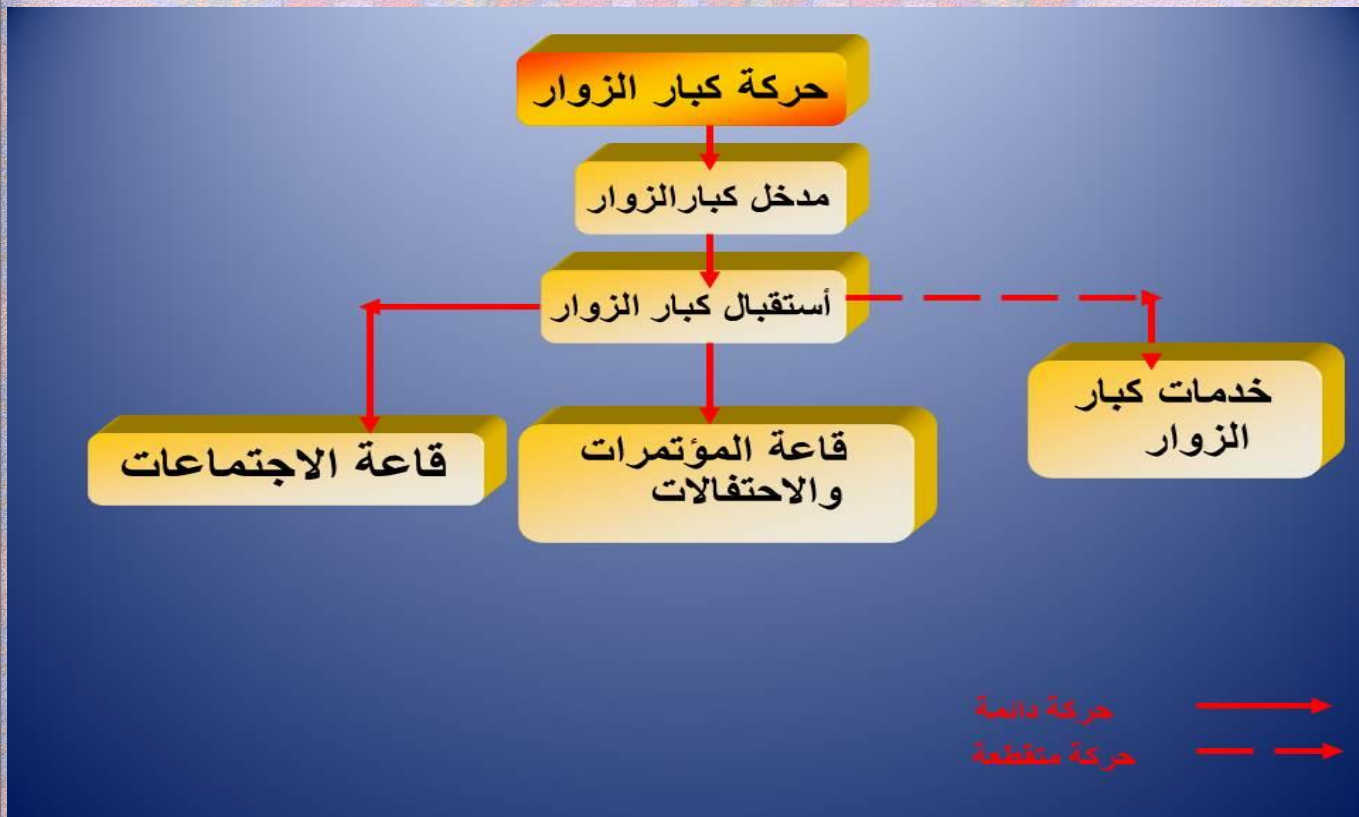 حركة كبار الزوار
مدخل كبارالزوار
أستقبال كبار الزوار
خدمات كبار
الزوار
قاعة المؤتمرات
والاحتفالات
قاعة الاجتماعات
حركة دائمة
حركة متقطعة